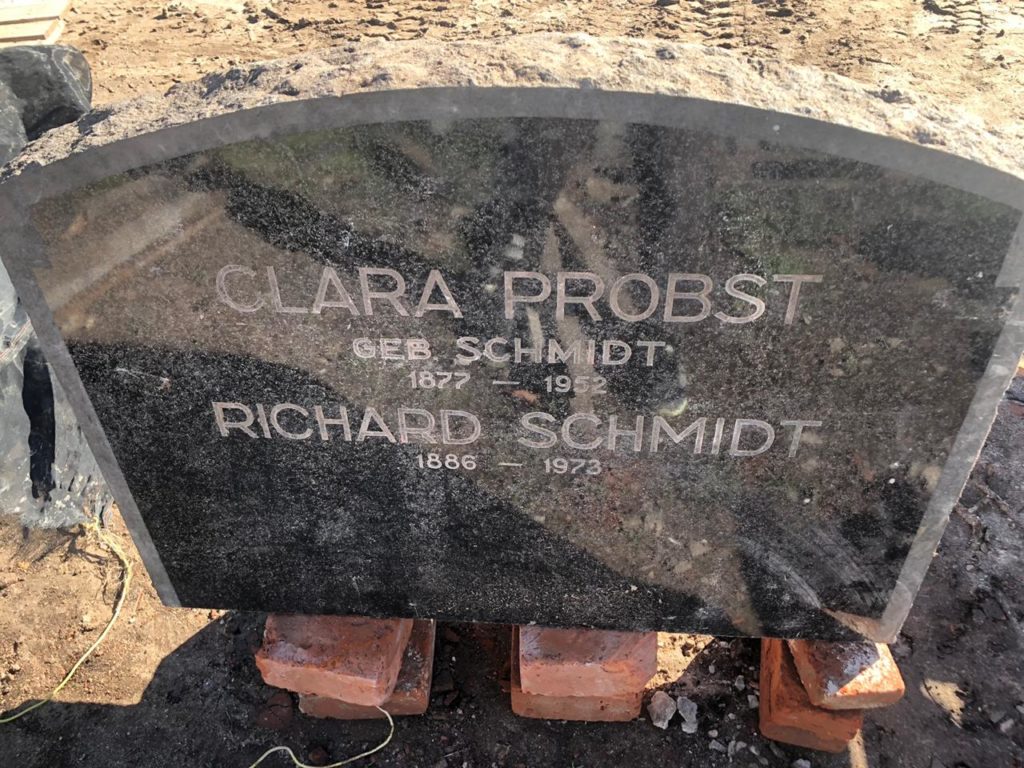 CLARA PROBST
GEB. SCHMIDT
1877 — 1952
RICHARD SCHMIDT
1886 — 1973